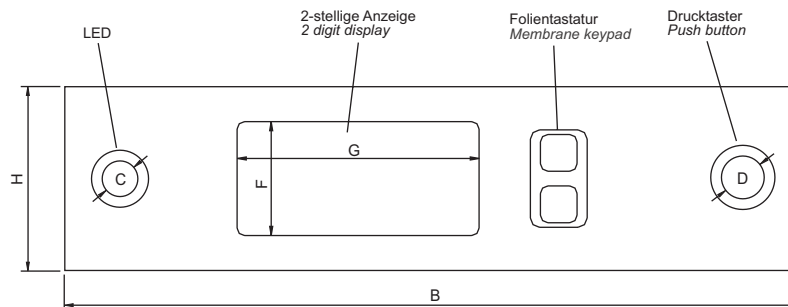 LED
2-stellige Anzeige
2 digit display
Folientastatur
Membrane keypad
Drucktaster
Push button
H
C
G
F
D
B